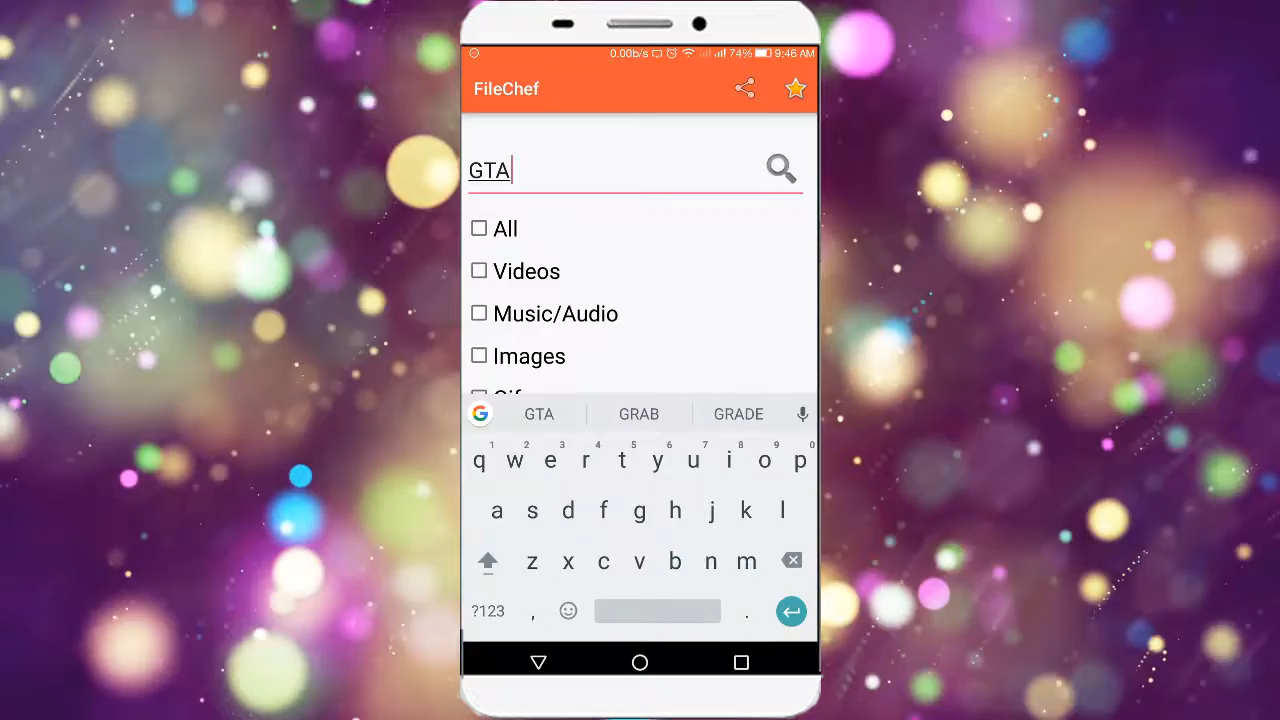 0.00b/s 74% 9:46 AM
FileChef
GTA
All
Videos
Music/Audio
Images
GTA GRAB GRADE
1 2 3 4 5 6 7 8 9 0
q w e r t y u i o p
a s d f g h j k l
z x c v b n m
?123 , .